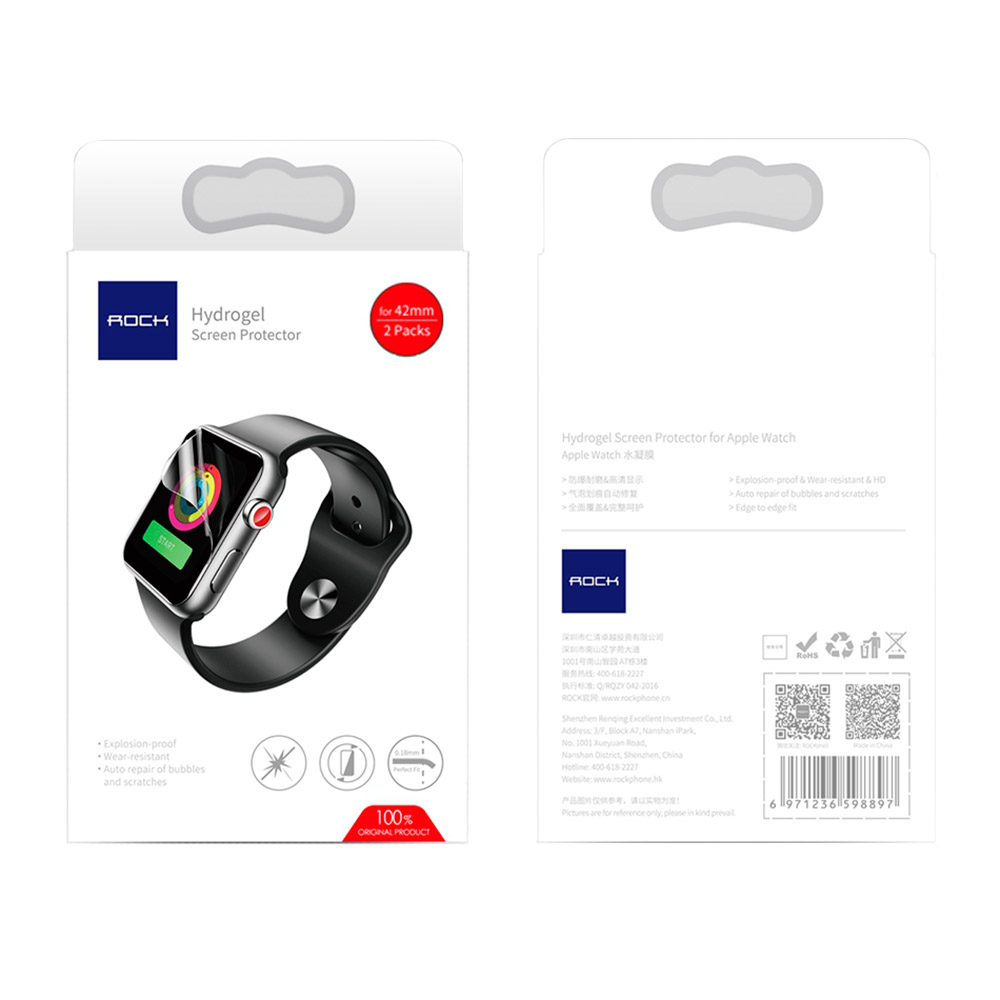 ROCK
Hydrogel
Screen Protector
for 42mm
2 Packs
START
• Explosion-proof
• Wear-resistant
• Auto repair of bubbles
and scratches
0.18mm
Perfect Fit
100%
ORIGINAL PRODUCT
Hydrogel Screen Protector for Apple Watch
Apple Watch 水凝膜
> 防爆耐磨&高清显示
> 气泡划痕自动修复
> 全面覆盖&完整呵护
> Explosion-proof & Wear-resistant & HD
> Auto repair of bubbles and scratches
> Edge to edge fit
ROCK
深圳市仁清卓越投资有限公司
深圳市南山区学苑大道
1001号南山智园 A7栋3楼
服务热线: 400-618-2227
执行标准: Q/RQZY 042-2016
ROCK官网: www.rockphone.cn
Shenzhen Renqing Excellent Investment Co., Ltd.
Address: 3/F, Block A7, Nanshan iPark,
No. 1001 Xueyuan Road,
Nanshan District, Shenzhen, China
Hotline: 400-618-2227
Website: www.rockphone.hk
产品图片仅供参考，请以实物为准!
Pictures are for reference only, please in kind prevail.
RoHS
Made in China
6 971236 598897